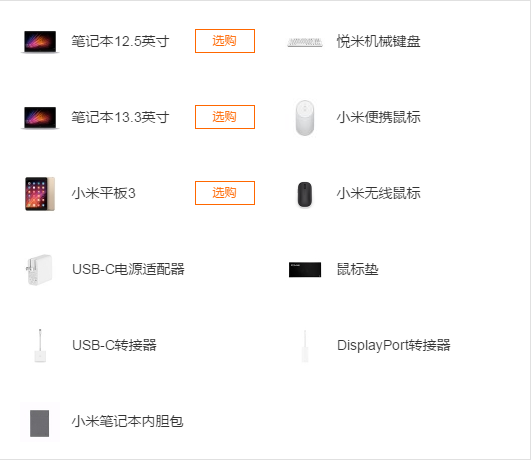 笔记本12.5英寸 选购 悦米机械键盘
笔记本13.3英寸 选购 小米便携鼠标
小米平板3 选购 小米无线鼠标
USB-C电源适配器 鼠标垫
USB-C转接器 DisplayPort转接器
小米笔记本内胆包